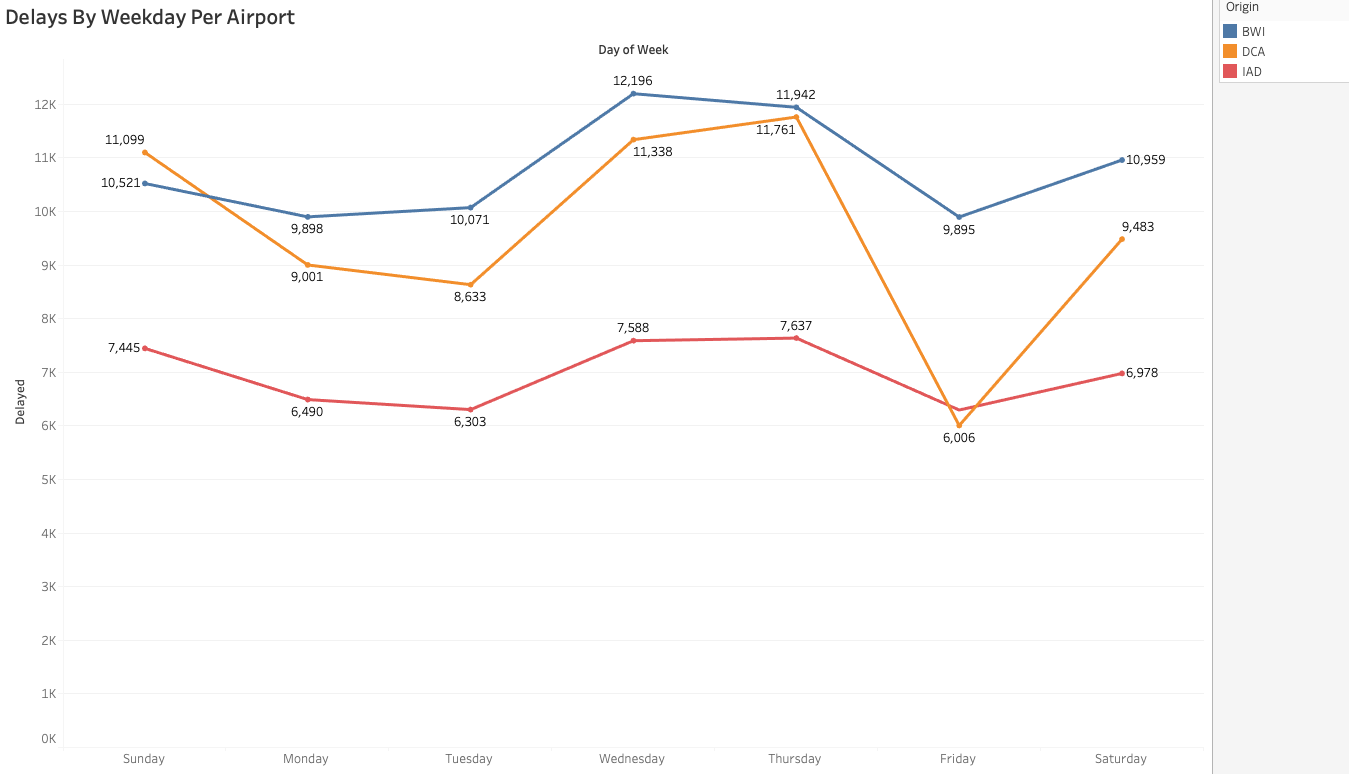 Delays By Weekday Per Airport
Origin
BWI
DCA
IAD
Day of Week
Delayed
12K
11K
10K
9K
8K
7K
6K
5K
4K
3K
2K
1K
0K
11,099
10,521
7,445
9,898
9,001
6,490
10,071
8,633
6,303
12,196
11,338
7,588
11,942
11,761
7,637
9,895
6,006
10,959
9,483
6,978
Sunday Monday Tuesday Wednesday Thursday Friday Saturday